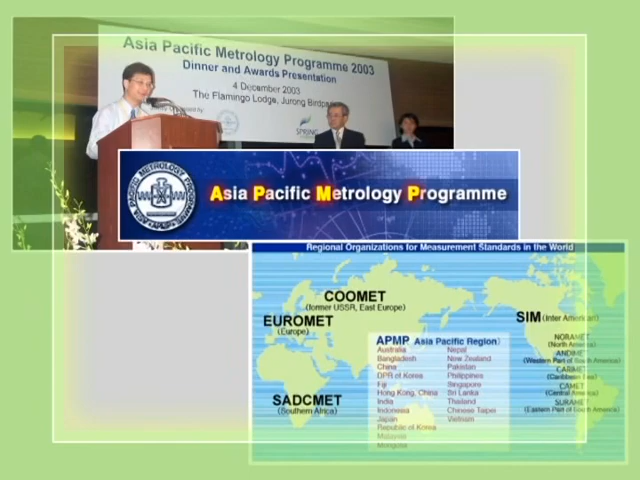 Asia Pacific Metrology Programme 2003
Dinner and Awards Presentation
4 December 2003
The Flamingo Lodge, Jurong Birdpark
SPRING
ASIA PACIFIC METROLOGY PROGRAMME
Asia Pacific Metrology Programme
Regional Organizations for Measurement Standards in the World
COOMET
(former USSR, East Europe)
EUROMET
(Europe)
SADCMET
(Southern Africa)
SIM (Inter American)
NORAMET
(North America)
ANDIMET
(Western Part of South America)
CARIMET
(Caribbean Area)
CAMET
(Central America)
SURAMET
(Eastern Part of South America)
APMP Asia Pacific Region)
Australia
Bangladesh
China
DPR of Korea
Fiji
Hong Kong, China
India
Indonesia
Japan
Republic of Korea
Malaysia
Mongolia
Nepal
New Zealand
Pakistan
Philippines
Singapore
Sri Lanka
Thailand
Chinese Taipei
Vietnam